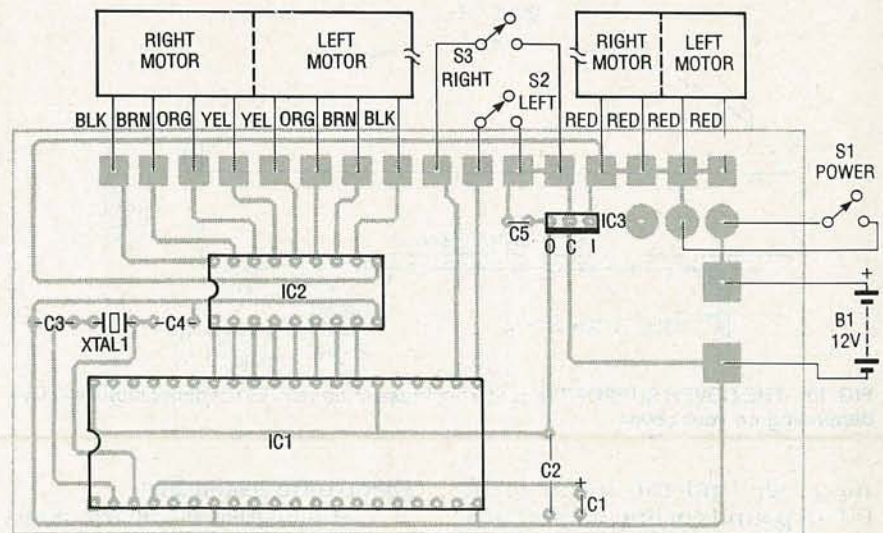 RIGHT MOTOR
LEFT MOTOR
S3 RIGHT
S2 LEFT
RIGHT MOTOR
LEFT MOTOR
BLK BRN ORG YEL YEL ORG BRN BLK
RED RED RED RED
S1 POWER
C5
O C I
IC3
IC2
C3
XTAL1
C4
+
B1 12V
IC1
C2
+
C1